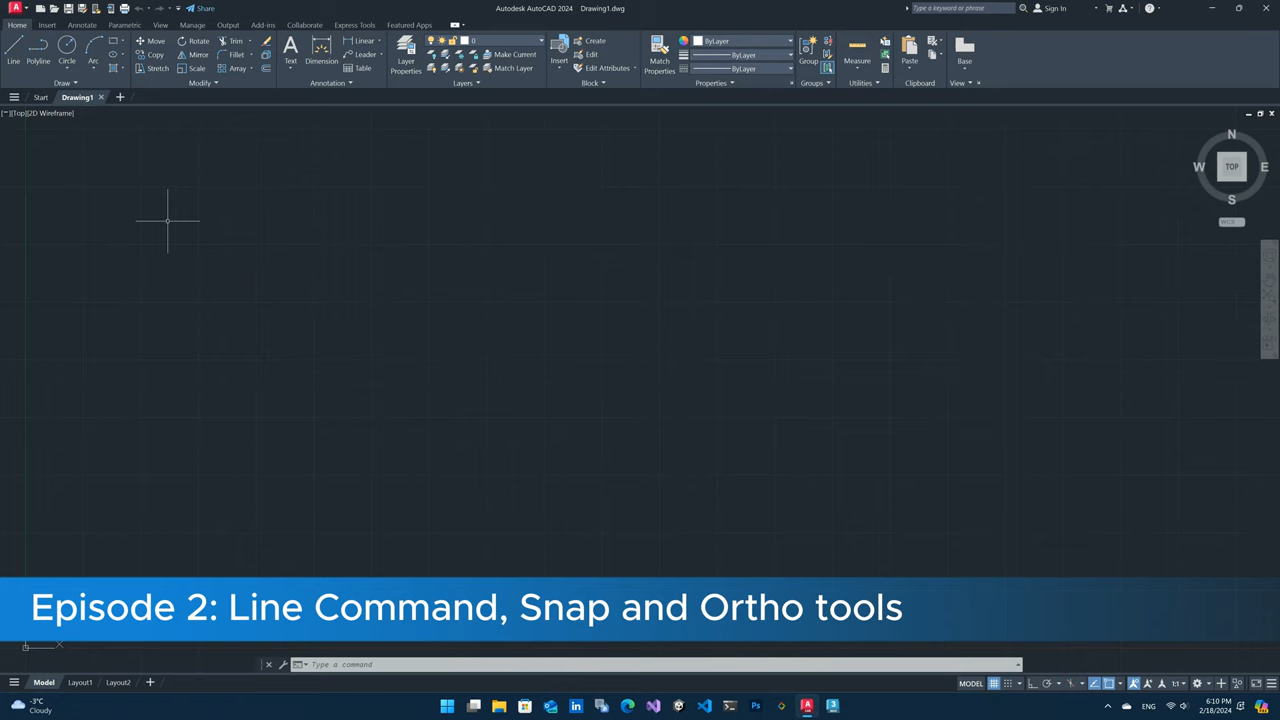 Share
Autodesk AutoCAD 2024 Drawing1.dwg
Type a keyword or phrase
Sign In
Home Insert Annotate Parametric View Manage Output Add-ins Collaborate Express Tools Featured Apps
Line Polyline Circle Arc
Move Rotate Trim
Copy Mirror Fillet
Stretch Scale Array
Text Dimension
Linear
Leader
Table
Layer Properties
0
Make Current
Match Layer
Insert
Create
Edit
Edit Attributes
Match Properties
ByLayer
ByLayer
ByLayer
Group
Measure
Paste
Base
Draw Modify Annotation Layers Block Properties Groups Utilities Clipboard View
Start Drawing1
[−][Top][2D Wireframe]
N
W TOP E
S
WCS
Episode 2: Line Command, Snap and Ortho tools
X
Type a command
Model Layout1 Layout2
MODEL
1:1
-3°C
Cloudy
6:10 PM
2/18/2024